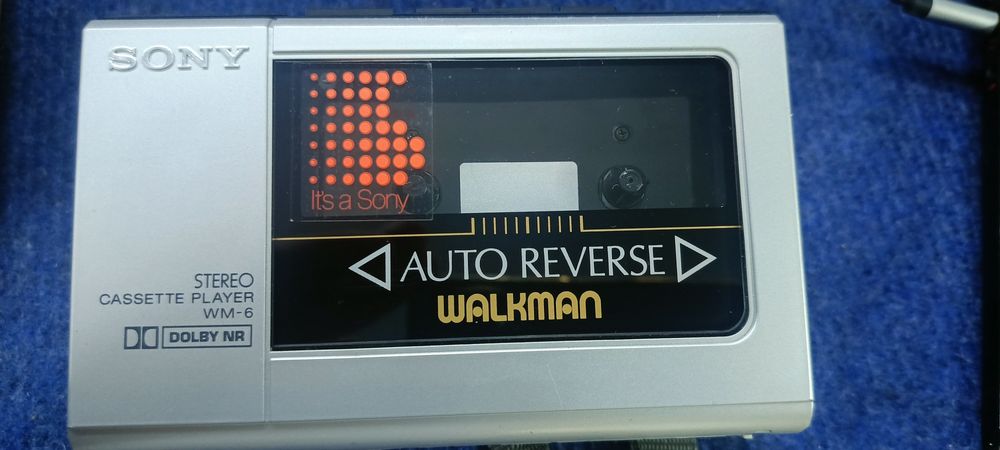 SONY
It's a Sony
AUTO REVERSE
WALKMAN
STEREO
CASSETTE PLAYER
WM-6
DOLBY NR